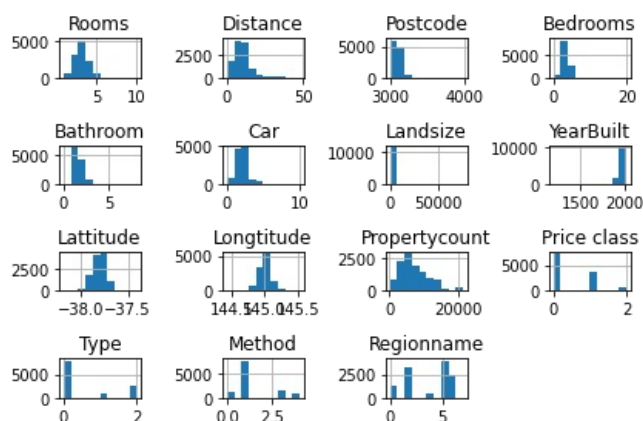 Rooms Distance Postcode Bedrooms
5000 2500 5000 5000
0 0 0 0
5 10 0 50 3000 4000 0 20
Bathroom Car Landsize YearBuilt
5000 5000 10000 10000
0 0 0 0
0 5 0 10 0 50000 1500 2000
Lattitude Longtitude Propertycount Price class
2500 5000 2500 5000
0 0 0 0
−38.0 −37.5 144.5 145.0 145.5 0 20000 0 2
Type Method Regionname
5000 5000 2500
0 0 0
0 2 0.0 2.5 0 5